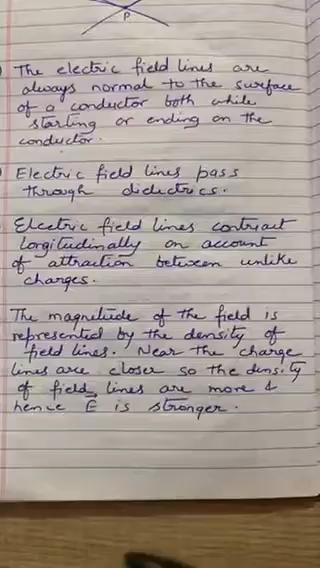 P
The electric field lines are
always normal to the surface
of a conductor both while
starting or ending on the
conductor.
Electric field lines pass
through dielectrics.
Electric field lines contract
longitudinally on account
of attraction between unlike
charges.
The magnitude of the field is
represented by the density of
field lines. Near the charge
lines are closer so the density
of field lines are more &
hence E⃗ is stronger.